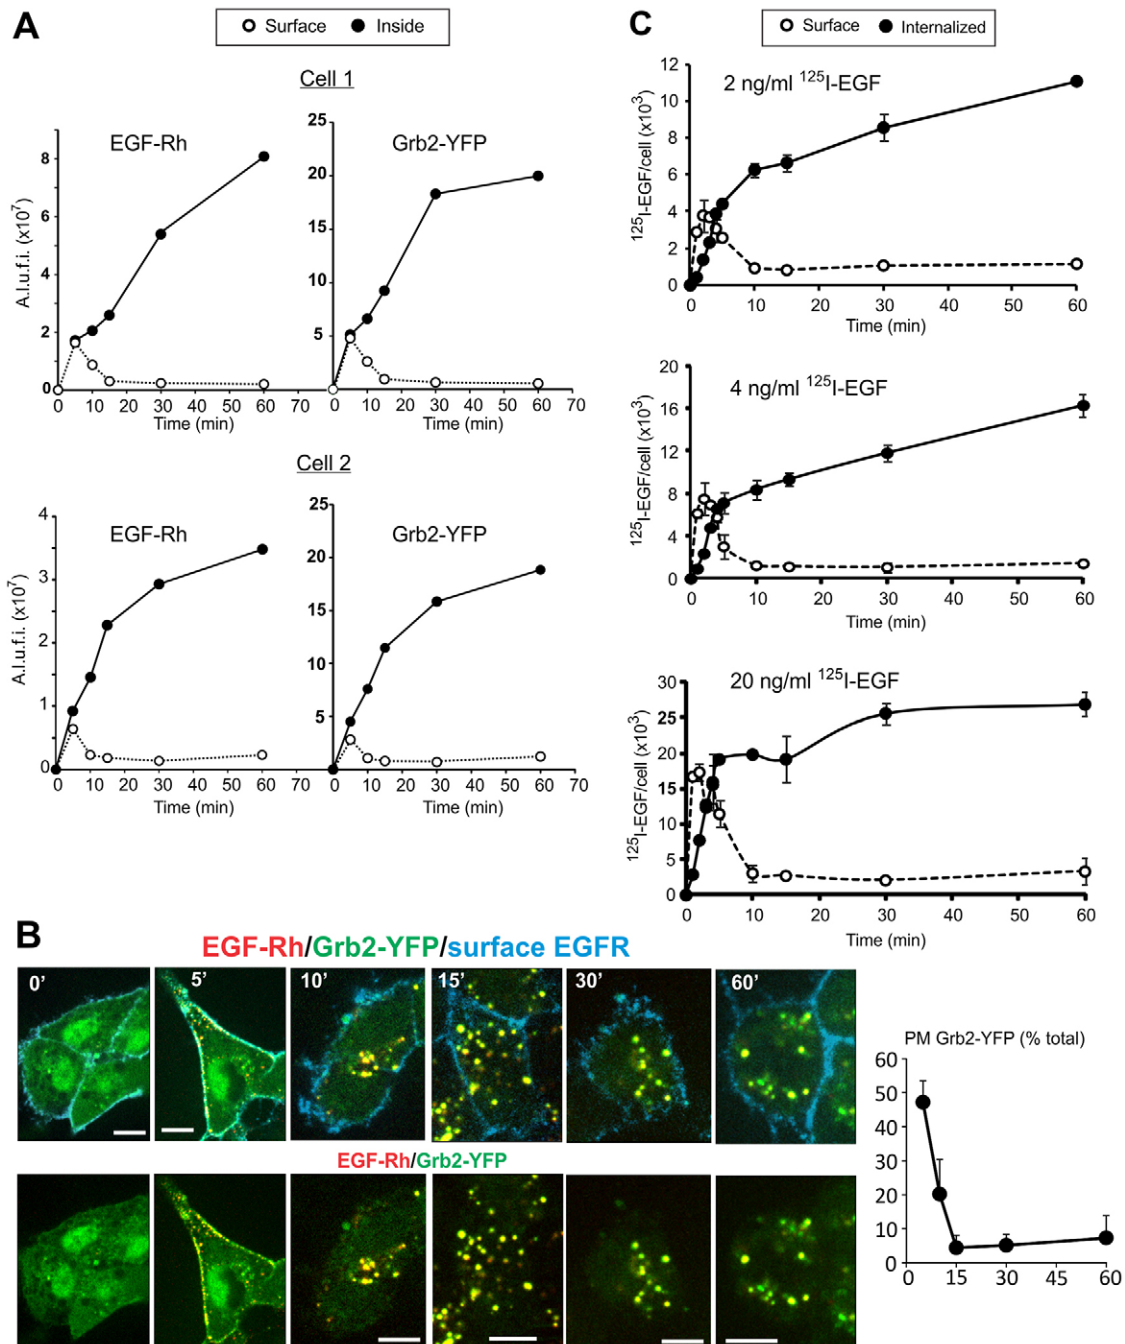 A
Surface Inside
Cell 1
EGF-Rh
A.l.u.f.i. (x10⁷)
8
6
4
2
0
0 10 20 30 40 50 60 70
Time (min)
Grb2-YFP
25
20
15
10
5
0
0 10 20 30 40 50 60 70
Time (min)
Cell 2
EGF-Rh
A.l.u.f.i. (x10⁷)
4
3
2
1
0
0 10 20 30 40 50 60 70
Time (min)
Grb2-YFP
25
20
15
10
5
0
0 10 20 30 40 50 60 70
Time (min)
C
Surface Internalized
2 ng/ml ¹²⁵I-EGF
¹²⁵I-EGF/cell (x10³)
12
10
8
6
4
2
0
0 10 20 30 40 50 60
Time (min)
4 ng/ml ¹²⁵I-EGF
¹²⁵I-EGF/cell (x10³)
20
16
12
8
4
0
0 10 20 30 40 50 60
Time (min)
20 ng/ml ¹²⁵I-EGF
¹²⁵I-EGF/cell (x10³)
30
25
20
15
10
5
0
0 10 20 30 40 50 60
Time (min)
B
EGF-Rh/Grb2-YFP/surface EGFR
0’ 5’ 10’ 15’ 30’ 60’
EGF-Rh/Grb2-YFP
PM Grb2-YFP (% total)
60
50
40
30
20
10
0
0 15 30 45 60